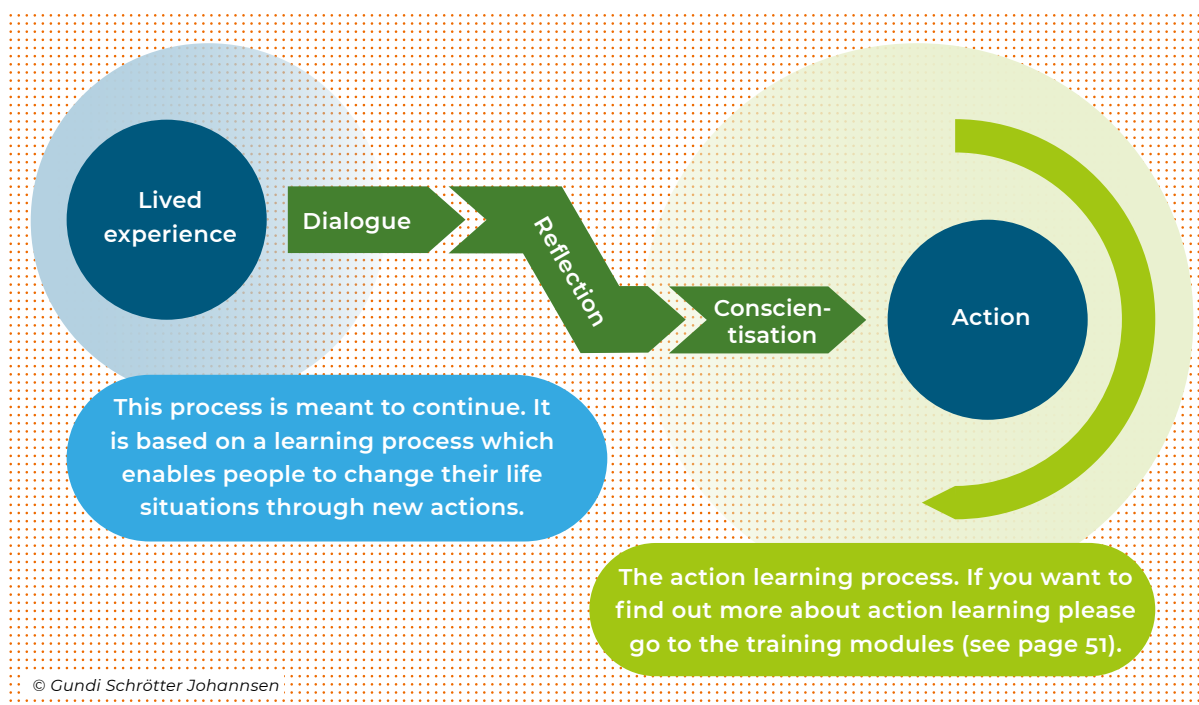 Lived
experience
Dialogue
Reflection
Conscien-
tisation
Action
This process is meant to continue. It
is based on a learning process which
enables people to change their life
situations through new actions.
The action learning process. If you want to
find out more about action learning please
go to the training modules (see page 51).
© Gundi Schrötter Johannsen